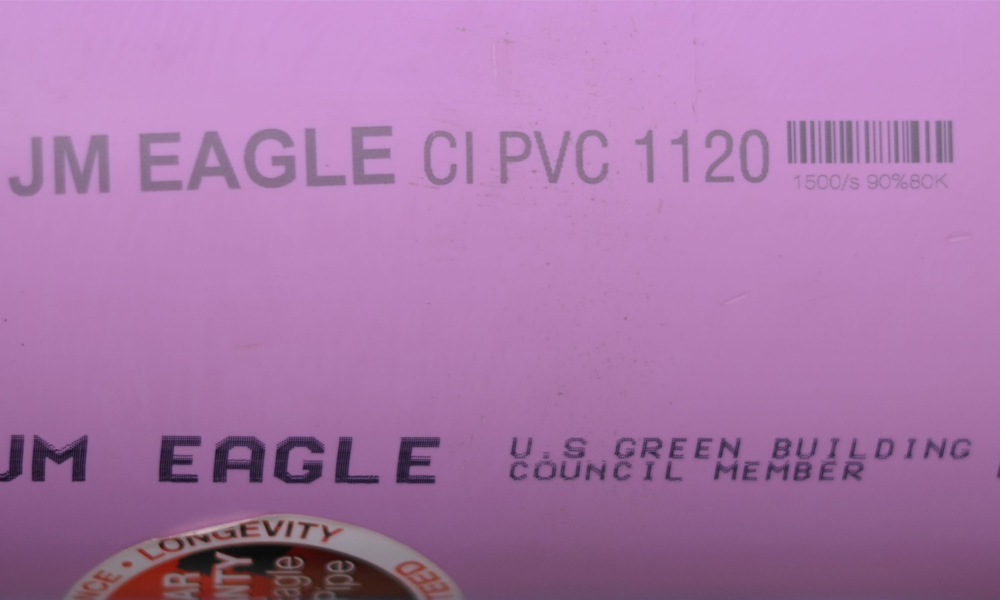 JM EAGLE CI PVC 1120
1500/s 90%80K
JM EAGLE U.S GREEN BUILDING
COUNCIL MEMBER
LONGEVITY